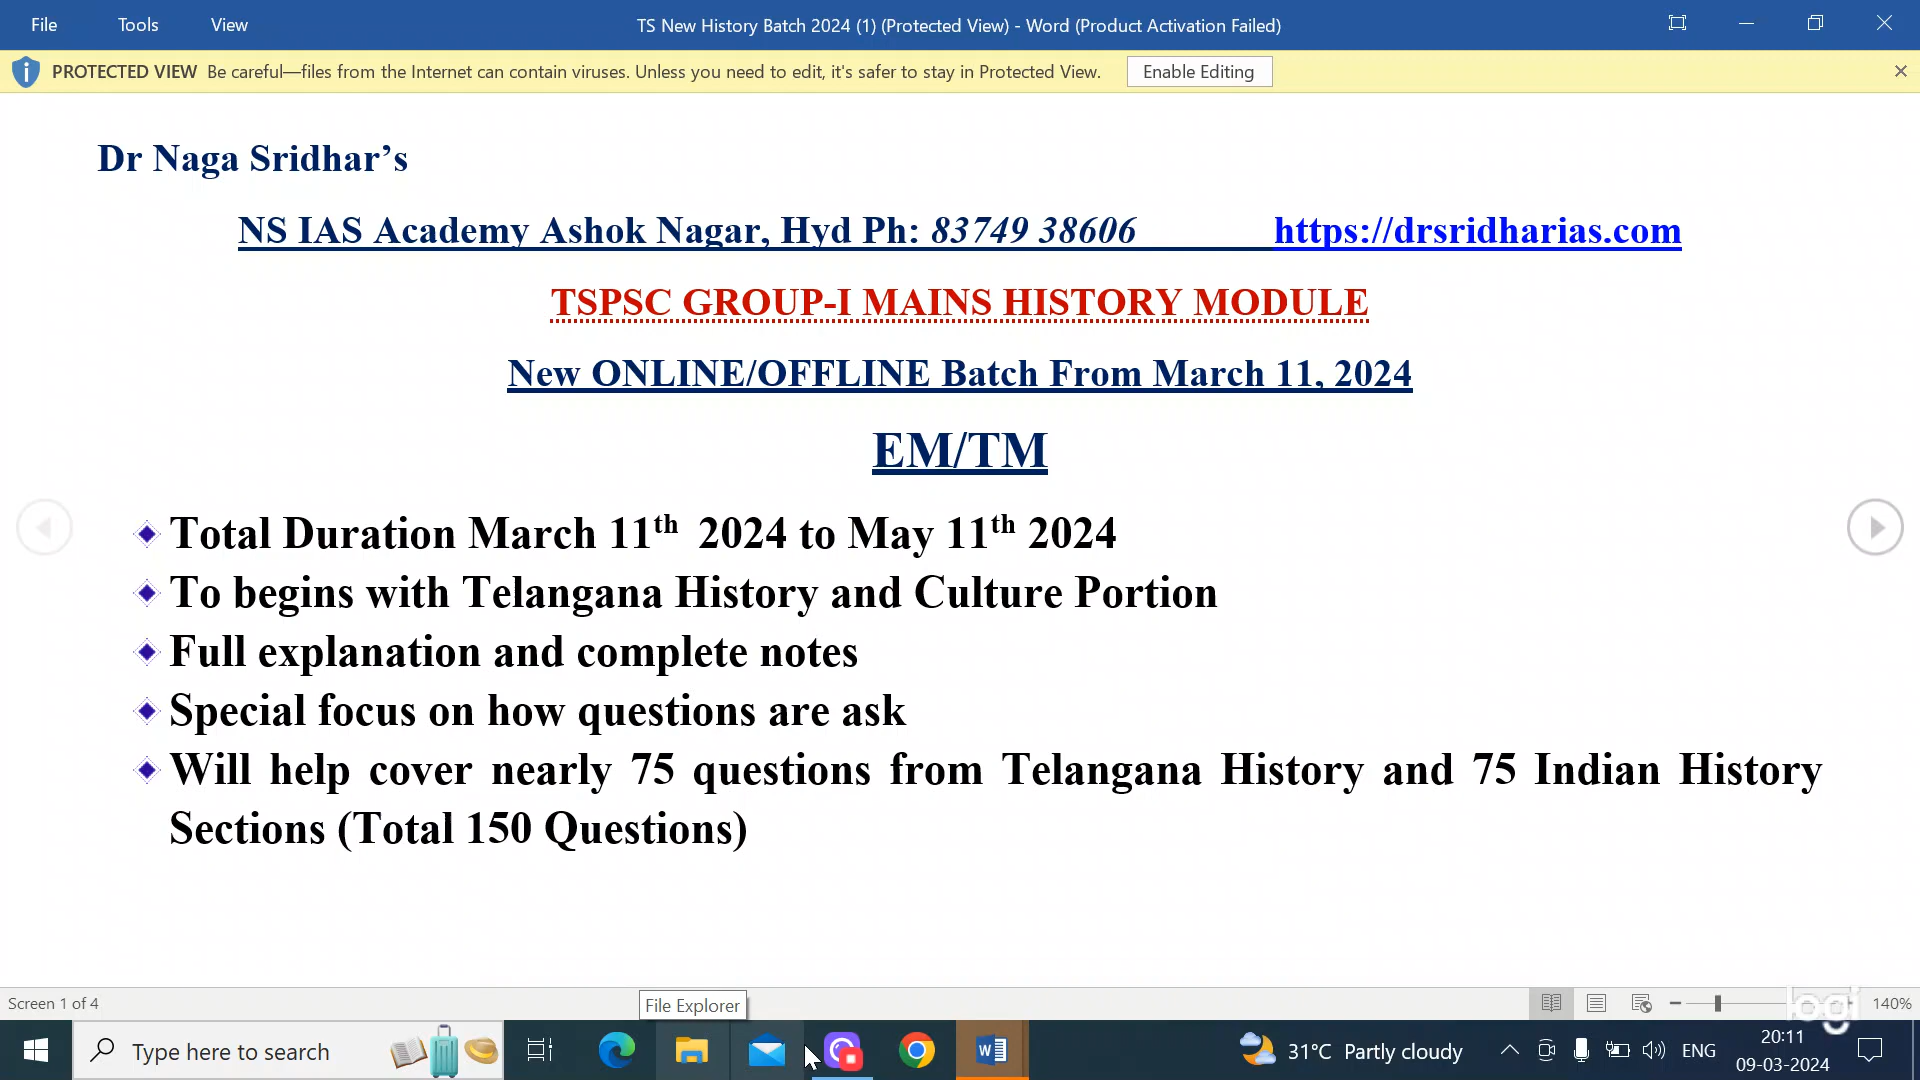 File Tools View TS New History Batch 2024 (1) (Protected View) - Word (Product Activation Failed)
PROTECTED VIEW Be careful—files from the Internet can contain viruses. Unless you need to edit, it's safer to stay in Protected View. Enable Editing
Dr Naga Sridhar’s
NS IAS Academy Ashok Nagar, Hyd Ph: 83749 38606 https://drsridharias.com
TSPSC GROUP-I MAINS HISTORY MODULE
New ONLINE/OFFLINE Batch From March 11, 2024
EM/TM
Total Duration March 11th 2024 to May 11th 2024
To begins with Telangana History and Culture Portion
Full explanation and complete notes
Special focus on how questions are ask
Will help cover nearly 75 questions from Telangana History and 75 Indian History
Sections (Total 150 Questions)
Screen 1 of 4
File Explorer
logi
140%
Type here to search
31°C Partly cloudy
ENG
20:11
09-03-2024